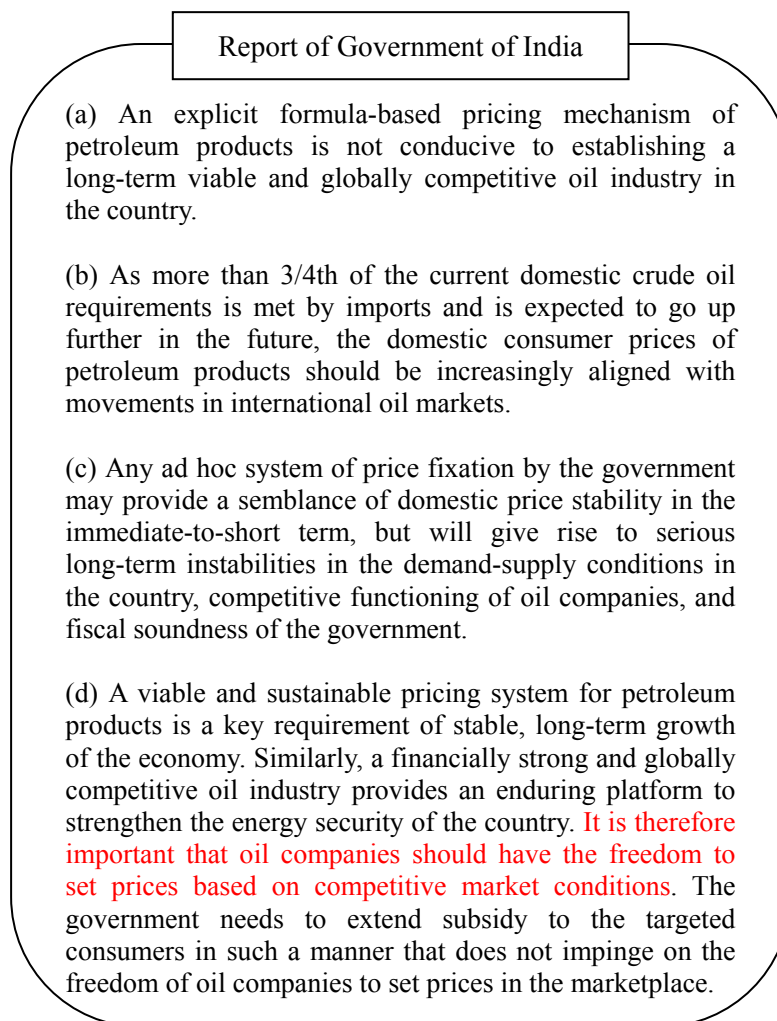 Report of Government of India
(a) An explicit formula-based pricing mechanism of
petroleum products is not conducive to establishing a
long-term viable and globally competitive oil industry in
the country.
(b) As more than 3/4th of the current domestic crude oil
requirements is met by imports and is expected to go up
further in the future, the domestic consumer prices of
petroleum products should be increasingly aligned with
movements in international oil markets.
(c) Any ad hoc system of price fixation by the government
may provide a semblance of domestic price stability in the
immediate-to-short term, but will give rise to serious
long-term instabilities in the demand-supply conditions in
the country, competitive functioning of oil companies, and
fiscal soundness of the government.
(d) A viable and sustainable pricing system for petroleum
products is a key requirement of stable, long-term growth
of the economy. Similarly, a financially strong and globally
competitive oil industry provides an enduring platform to
strengthen the energy security of the country. It is therefore
important that oil companies should have the freedom to
set prices based on competitive market conditions. The
government needs to extend subsidy to the targeted
consumers in such a manner that does not impinge on the
freedom of oil companies to set prices in the marketplace.